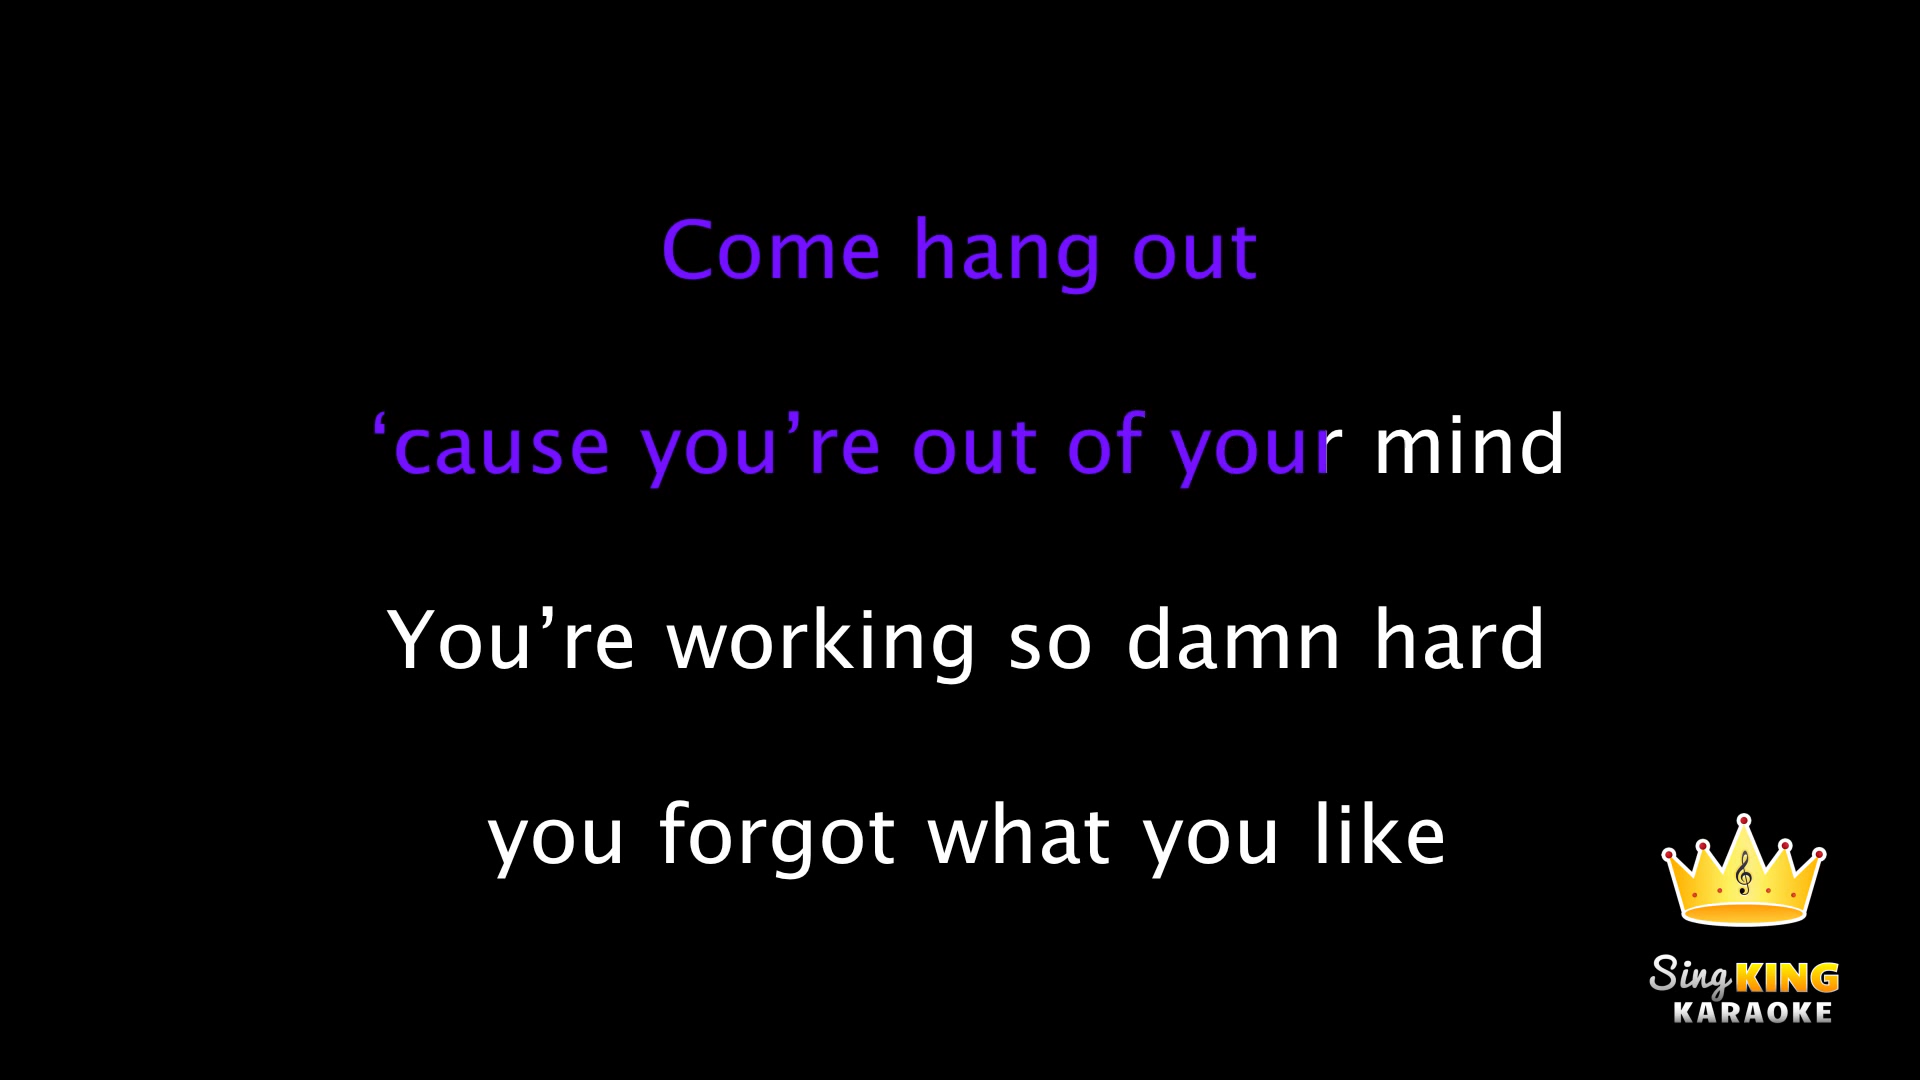 Come hang out
‘cause you’re out of your mind
You’re working so damn hard
you forgot what you like
Sing KING
KARAOKE